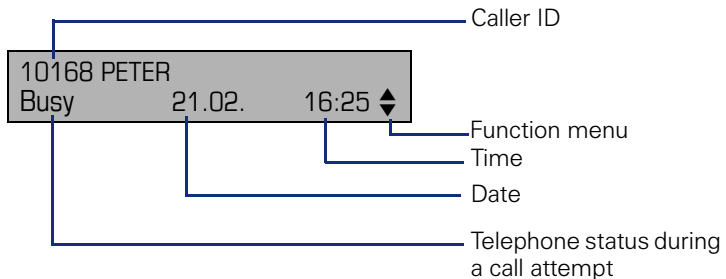 Caller ID
10168 PETER
Busy 21.02. 16:25
Function menu
Time
Date
Telephone status during
a call attempt